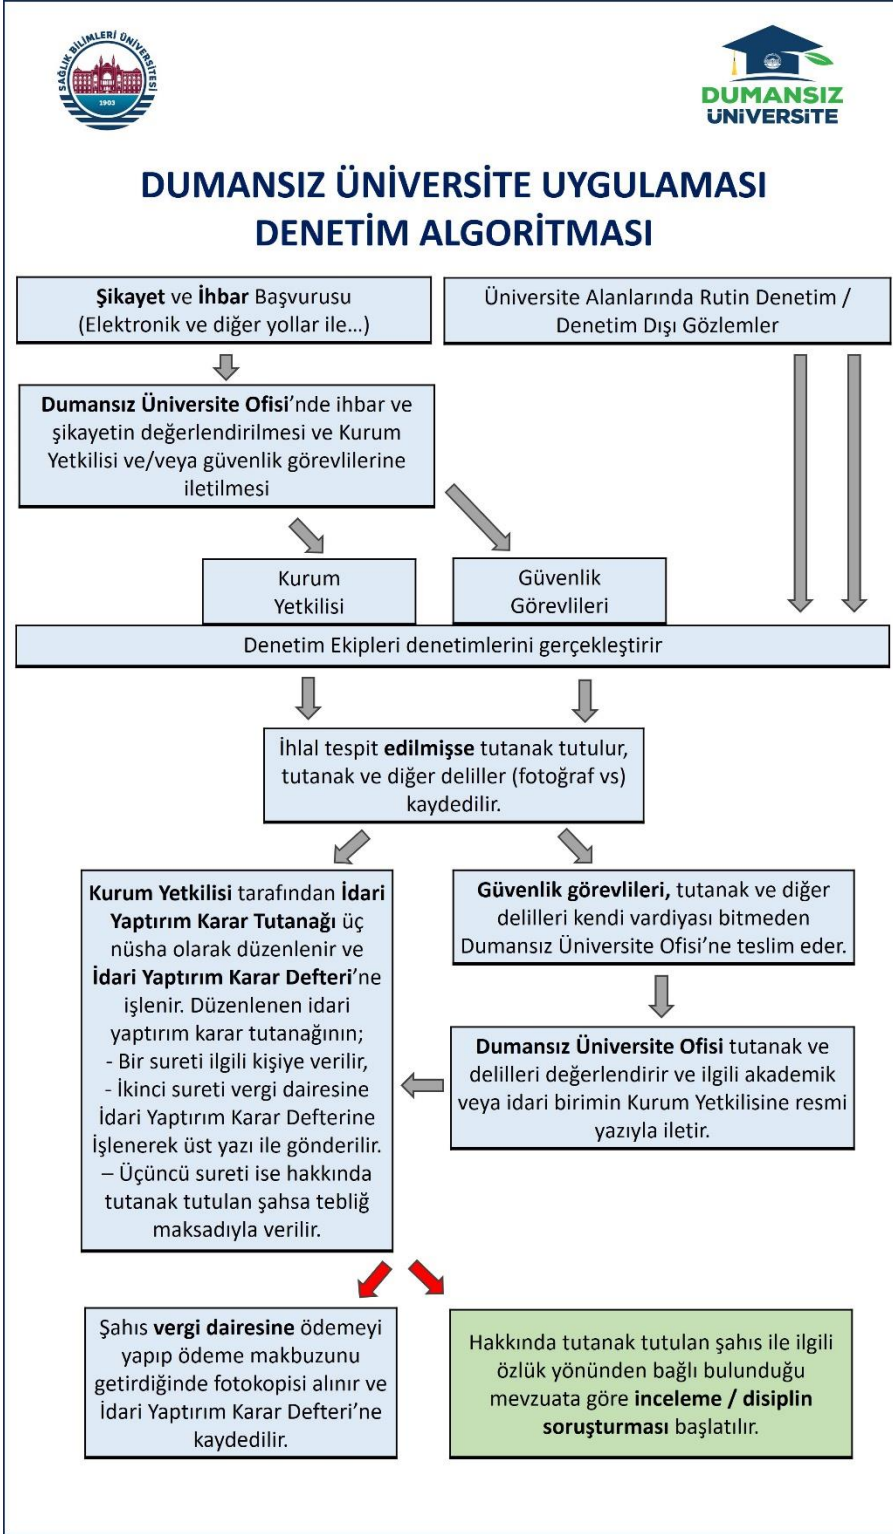 SAĞLIK BİLİMLERİ ÜNİVERSİTESİ
1903
DUMANSIZ
ÜNİVERSİTE
DUMANSIZ ÜNİVERSİTE UYGULAMASI
DENETİM ALGORİTMASI
Şikayet ve İhbar Başvurusu
(Elektronik ve diğer yollar ile…)
Üniversite Alanlarında Rutin Denetim /
Denetim Dışı Gözlemler
Dumansız Üniversite Ofisi’nde ihbar ve
şikayetin değerlendirilmesi ve Kurum
Yetkilisi ve/veya güvenlik görevlilerine
iletilmesi
Kurum
Yetkilisi
Güvenlik
Görevlileri
Denetim Ekipleri denetimlerini gerçekleştirir
İhlal tespit edilmişse tutanak tutulur,
tutanak ve diğer deliller (fotoğraf vs)
kaydedilir.
Kurum Yetkilisi tarafından İdari
Yaptırım Karar Tutanağı üç
nüsha olarak düzenlenir ve
İdari Yaptırım Karar Defteri’ne
işlenir. Düzenlenen idari
yaptırım karar tutanağının;
- Bir sureti ilgili kişiye verilir,
- İkinci sureti vergi dairesine
İdari Yaptırım Karar Defterine
İşlenerek üst yazı ile gönderilir.
– Üçüncü sureti ise hakkında
tutanak tutulan şahsa tebliğ
maksadıyla verilir.
Güvenlik görevlileri, tutanak ve diğer
delilleri kendi vardiyası bitmeden
Dumansız Üniversite Ofisi’ne teslim eder.
Dumansız Üniversite Ofisi tutanak ve
delilleri değerlendirir ve ilgili akademik
veya idari birimin Kurum Yetkilisine resmi
yazıyla iletir.
Şahıs vergi dairesine ödemeyi
yapıp ödeme makbuzunu
getirdiğinde fotokopisi alınır ve
İdari Yaptırım Karar Defteri’ne
kaydedilir.
Hakkında tutanak tutulan şahıs ile ilgili
özlük yönünden bağlı bulunduğu
mevzuata göre inceleme / disiplin
soruşturması başlatılır.